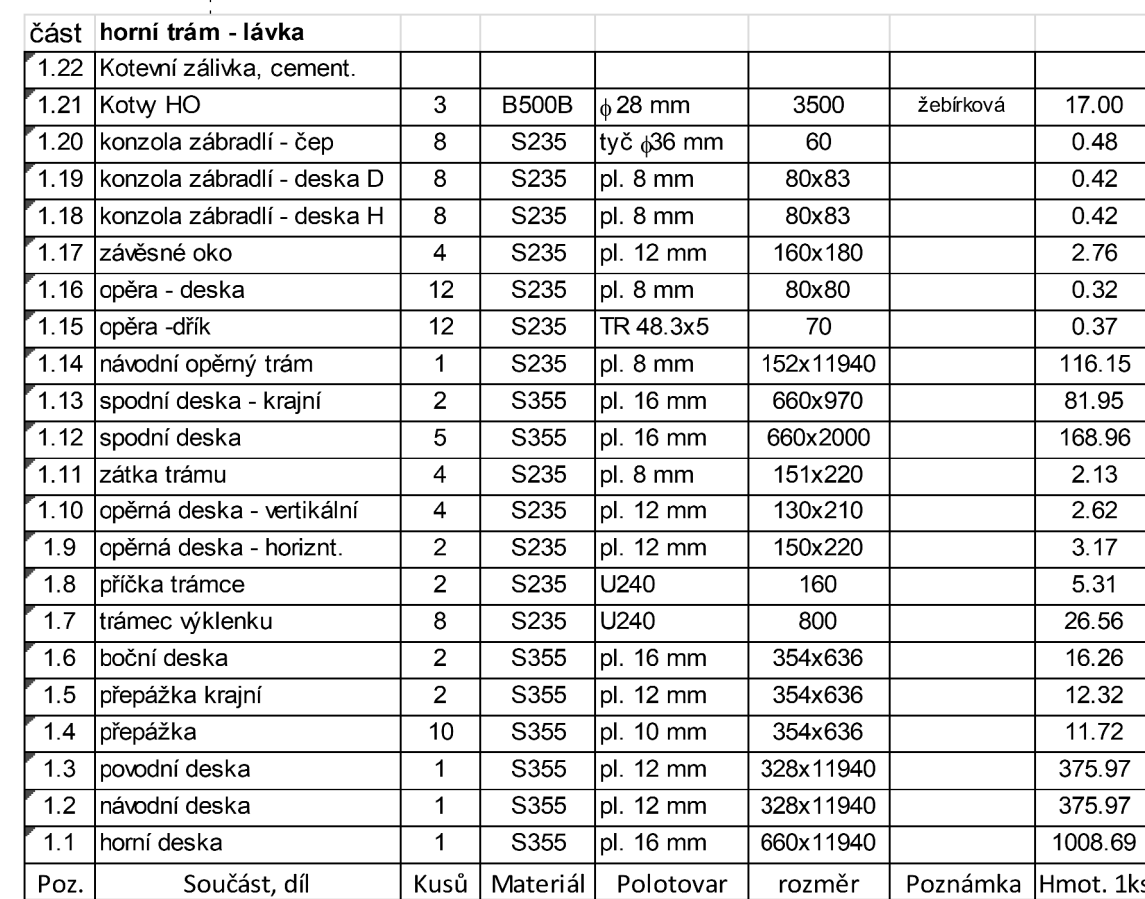 část horní trám - lávka
1.22 Kotevní zálivka, cement.
1.21 Kotvy HO 3 B500B ϕ 28 mm 3500 žebírková 17.00
1.20 konzola zábradlí - čep 8 S235 tyč ϕ36 mm 60 0.48
1.19 konzola zábradlí - deska D 8 S235 pl. 8 mm 80x83 0.42
1.18 konzola zábradlí - deska H 8 S235 pl. 8 mm 80x83 0.42
1.17 závěsné oko 4 S235 pl. 12 mm 160x180 2.76
1.16 opěra - deska 12 S235 pl. 8 mm 80x80 0.32
1.15 opěra -dřík 12 S235 TR 48.3x5 70 0.37
1.14 návodní opěrný trám 1 S235 pl. 8 mm 152x11940 116.15
1.13 spodní deska - krajní 2 S355 pl. 16 mm 660x970 81.95
1.12 spodní deska 5 S355 pl. 16 mm 660x2000 168.96
1.11 zátka trámu 4 S235 pl. 8 mm 151x220 2.13
1.10 opěrná deska - vertikální 4 S235 pl. 12 mm 130x210 2.62
1.9 opěrná deska - horiznt. 2 S235 pl. 12 mm 150x220 3.17
1.8 příčka trámce 2 S235 U240 160 5.31
1.7 trámec výklenku 8 S235 U240 800 26.56
1.6 boční deska 2 S355 pl. 16 mm 354x636 16.26
1.5 přepážka krajní 2 S355 pl. 12 mm 354x636 12.32
1.4 přepážka 10 S355 pl. 10 mm 354x636 11.72
1.3 povodní deska 1 S355 pl. 12 mm 328x11940 375.97
1.2 návodní deska 1 S355 pl. 12 mm 328x11940 375.97
1.1 horní deska 1 S355 pl. 16 mm 660x11940 1008.69
Poz. Součást, díl Kusů Materiál Polotovar rozměr Poznámka Hmot. 1ks